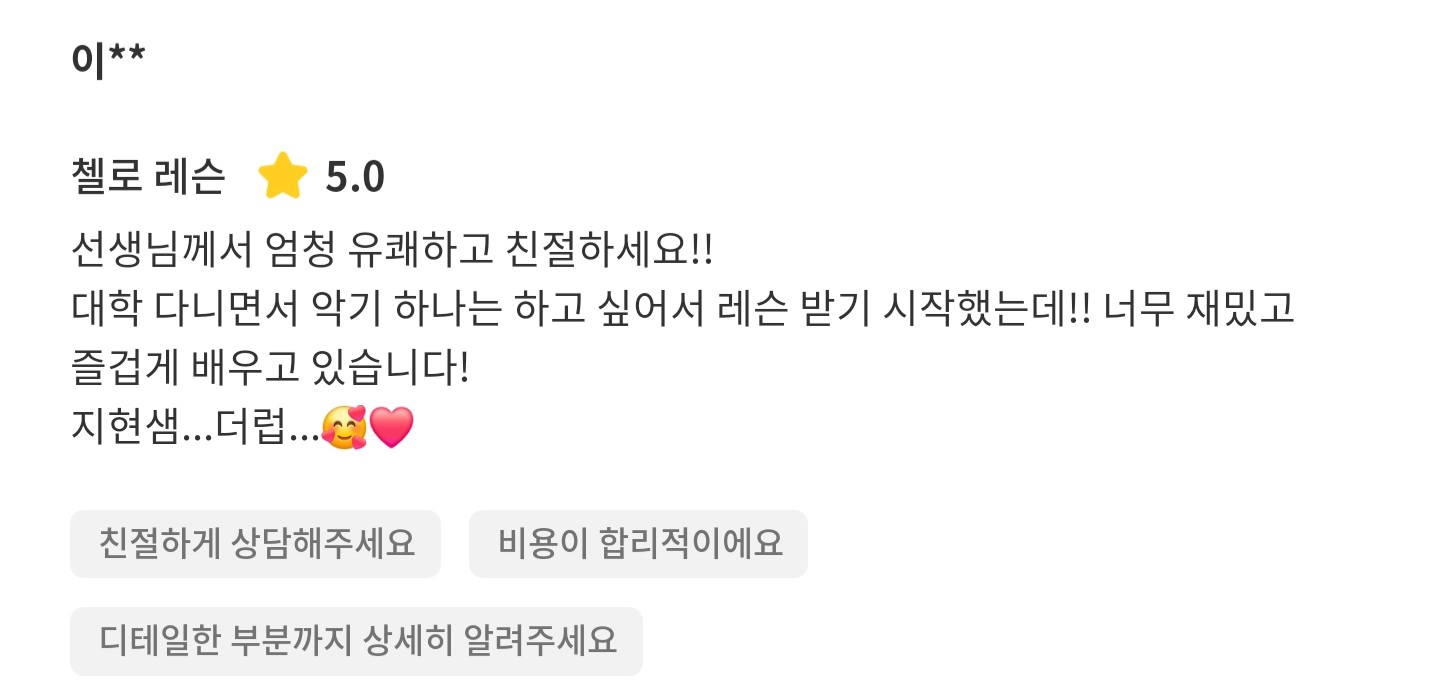 이**
첼로 레슨 ⭐ 5.0
선생님께서 엄청 유쾌하고 친절하세요!!
대학 다니면서 악기 하나는 하고 싶어서 레슨 받기 시작했는데!! 너무 재밌고
즐겁게 배우고 있습니다!
지현샘...더럽...🥰❤️
친절하게 상담해주세요 비용이 합리적이에요
디테일한 부분까지 상세히 알려주세요